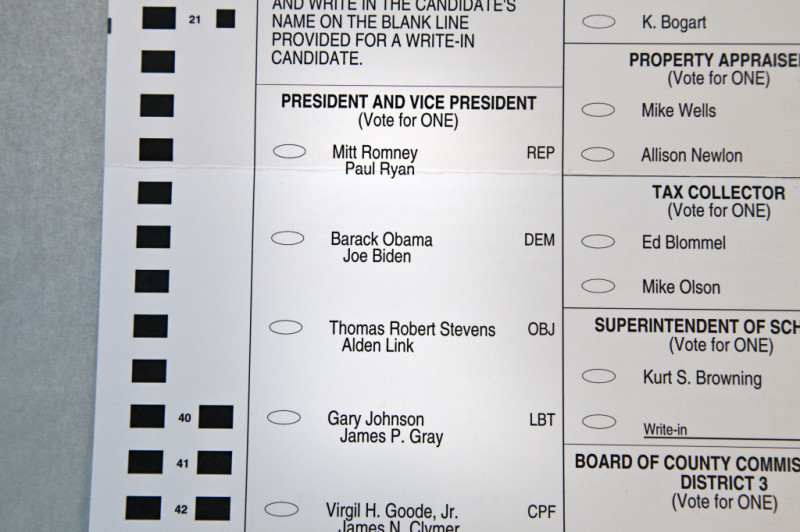 21
40
41
42
AND WRITE IN THE CANDIDATE'S
NAME ON THE BLANK LINE
PROVIDED FOR A WRITE-IN
CANDIDATE.
PRESIDENT AND VICE PRESIDENT
(Vote for ONE)
Mitt Romney REP
Paul Ryan
Barack Obama DEM
Joe Biden
Thomas Robert Stevens OBJ
Alden Link
Gary Johnson LBT
James P. Gray
Virgil H. Goode, Jr. CPF
James N. Clymer
K. Bogart
PROPERTY APPRAISE
(Vote for ONE)
Mike Wells
Allison Newlon
TAX COLLECTOR
(Vote for ONE)
Ed Blommel
Mike Olson
SUPERINTENDENT OF SCH
(Vote for ONE)
Kurt S. Browning
Write-in
BOARD OF COUNTY COMMIS
DISTRICT 3
(Vote for ONE)